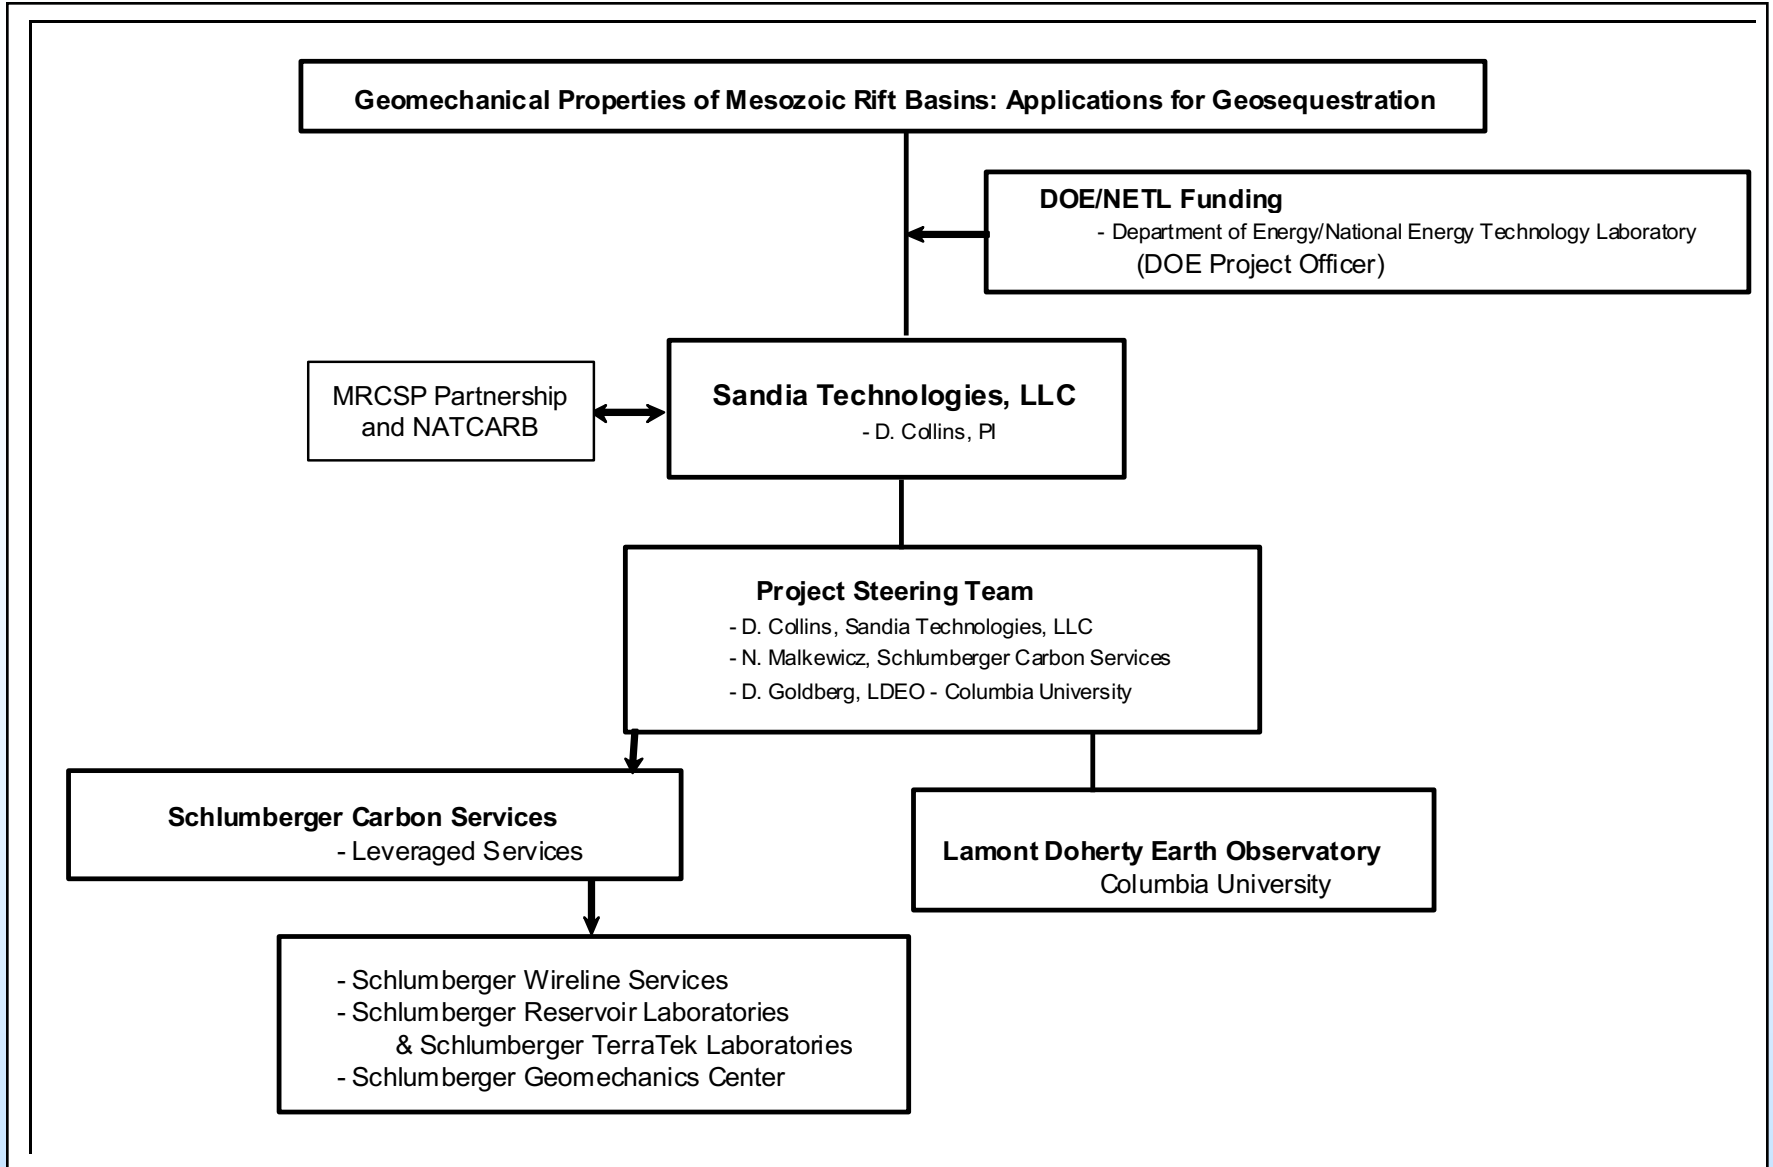 Geomechanical Properties of Mesozoic Rift Basins: Applications for Geosequestration
DOE/NETL Funding
- Department of Energy/National Energy Technology Laboratory
(DOE Project Officer)
MRCSP Partnership
and NATCARB
Sandia Technologies, LLC
- D. Collins, PI
Project Steering Team
- D. Collins, Sandia Technologies, LLC
- N. Malkewicz, Schlumberger Carbon Services
- D. Goldberg, LDEO - Columbia University
Schlumberger Carbon Services
- Leveraged Services
Lamont Doherty Earth Observatory
Columbia University
- Schlumberger Wireline Services
- Schlumberger Reservoir Laboratories
& Schlumberger TerraTek Laboratories
- Schlumberger Geomechanics Center